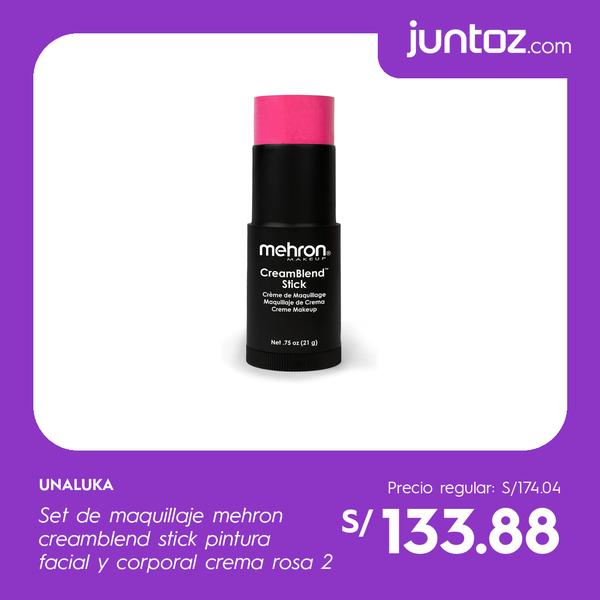 juntoz.com
mehron®
MAKEUP
CreamBlend™
Stick
Crème de Maquillage
Maquillaje de Crema
Creme Makeup
Net .75 oz (21 g)
UNALUKA
Set de maquillaje mehron
creamblend stick pintura
facial y corporal crema rosa 2
Precio regular: S/174.04
S/ 133.88